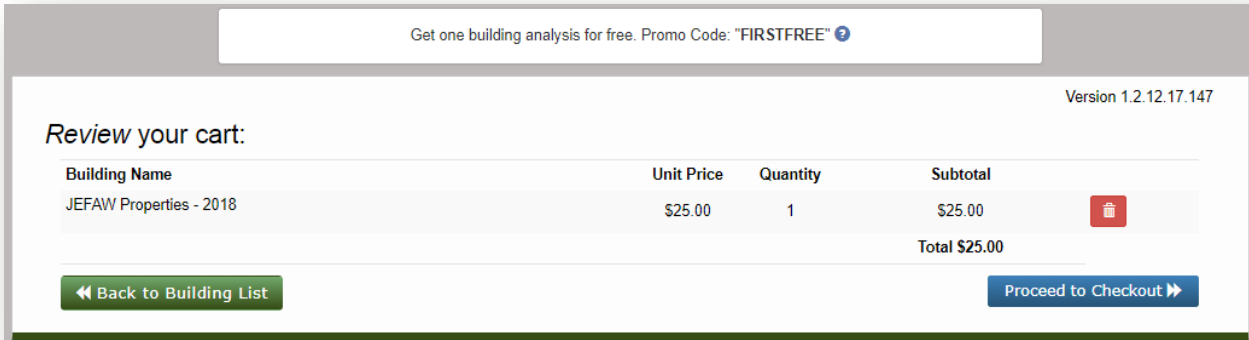 Get one building analysis for free. Promo Code: "FIRSTFREE" ?
Version 1.2.12.17.147
Review your cart:
Building Name Unit Price Quantity Subtotal
JEFAW Properties - 2018 $25.00 1 $25.00
Total $25.00
Back to Building List Proceed to Checkout